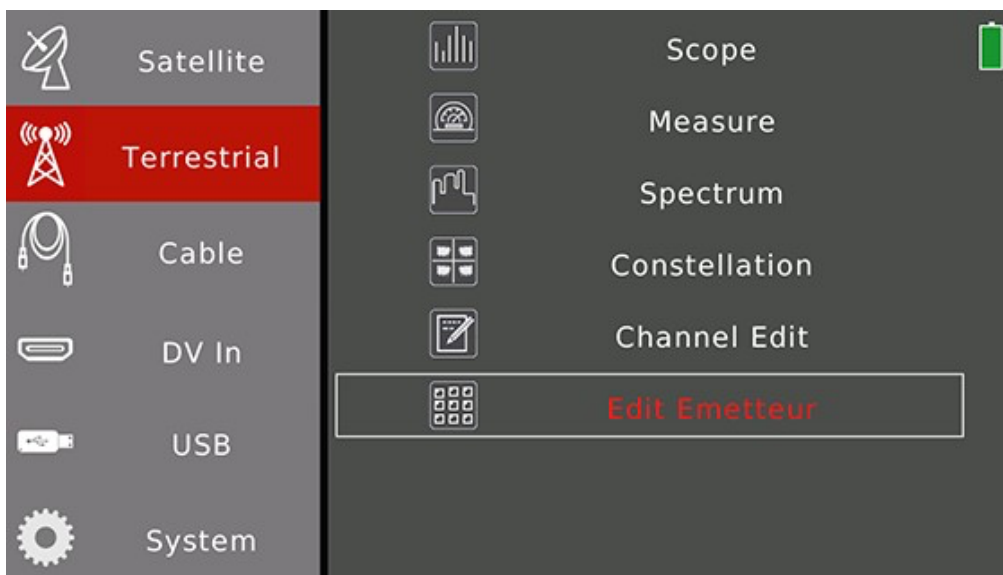 Satellite
Terrestrial
Cable
DV In
USB
System
Scope
Measure
Spectrum
Constellation
Channel Edit
Edit Emetteur